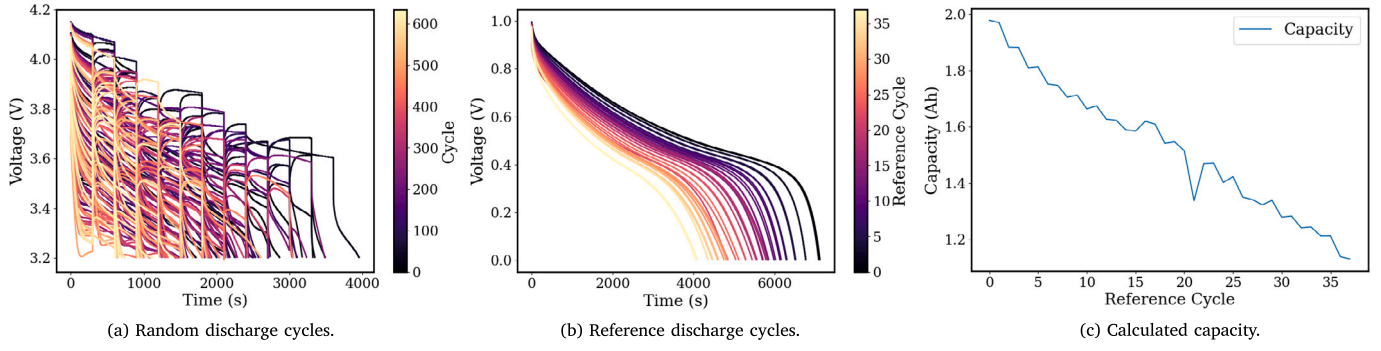 4.2
4.0
3.8
3.6
3.4
3.2
Voltage (V)
0 1000 2000 3000 4000
Time (s)
600
500
400
300
200
100
0
Cycle
(a) Random discharge cycles.
1.0
0.8
0.6
0.4
0.2
0.0
Voltage (V)
0 2000 4000 6000
Time (s)
35
30
25
20
15
10
5
0
Reference Cycle
(b) Reference discharge cycles.
2.0
1.8
1.6
1.4
1.2
Capacity (Ah)
Capacity
0 5 10 15 20 25 30 35
Reference Cycle
(c) Calculated capacity.